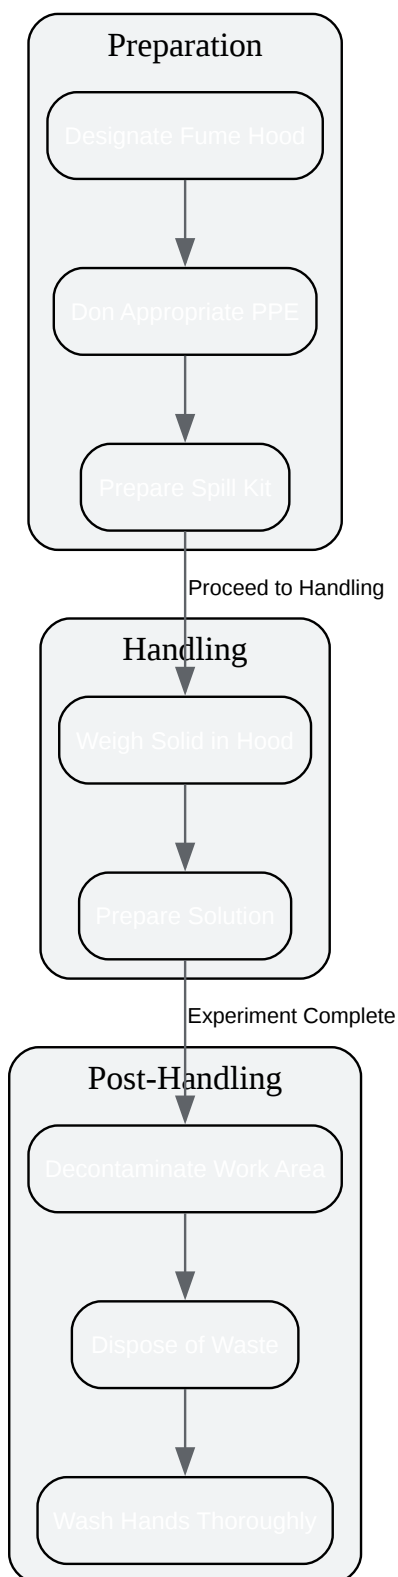 Preparation
Designate Fume Hood
Don Appropriate PPE
Prepare Spill Kit
Proceed to Handling
Handling
Weigh Solid in Hood
Prepare Solution
Experiment Complete
Post-Handling
Decontaminate Work Area
Dispose of Waste
Wash Hands Thoroughly